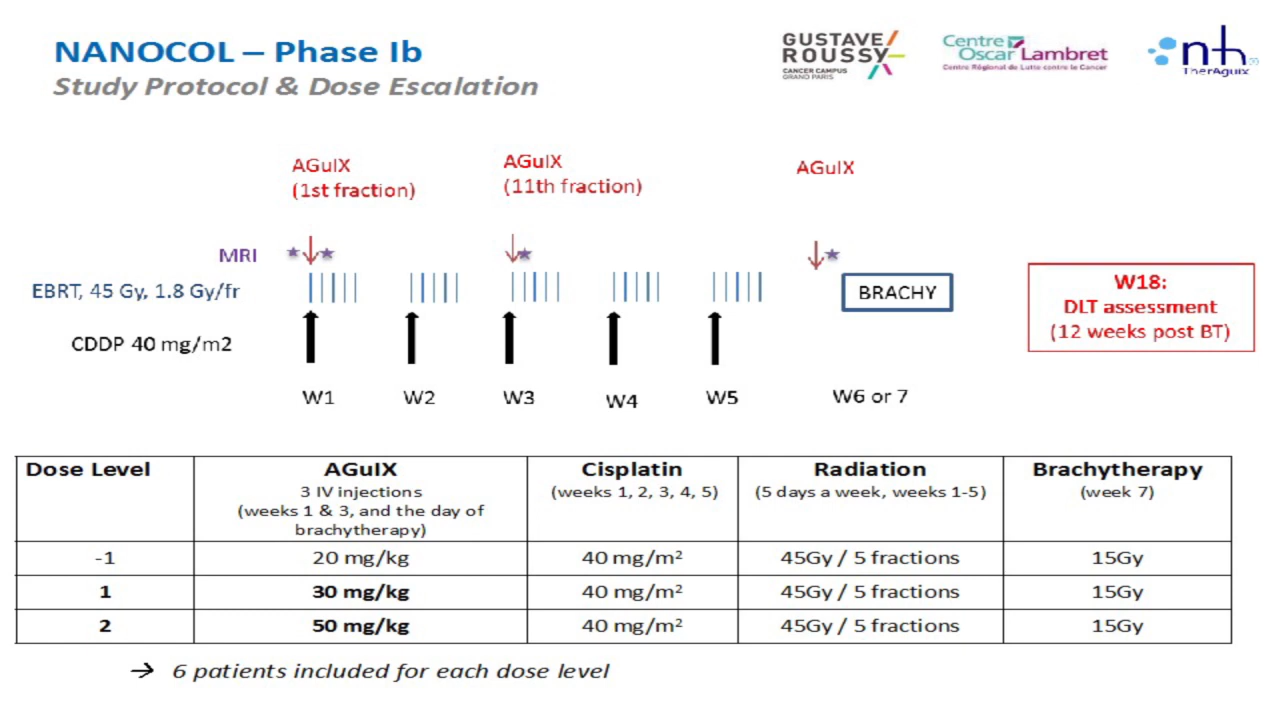 NANOCOL – Phase Ib
Study Protocol & Dose Escalation
GUSTAVE
ROUSSY
CANCER CAMPUS
GRAND PARIS
Centre
Oscar Lambret
Centre Régional de Lutte contre le Cancer
nh
TherAguix
AGuIX
(1st fraction)
AGuIX
(11th fraction)
AGuIX
MRI
EBRT, 45 Gy, 1.8 Gy/fr
BRACHY
W18:
DLT assessment
(12 weeks post BT)
CDDP 40 mg/m2
W1 W2 W3 W4 W5 W6 or 7
Dose Level AGuIX Cisplatin Radiation Brachytherapy
3 IV injections (weeks 1, 2, 3, 4, 5) (5 days a week, weeks 1-5) (week 7)
(weeks 1 & 3, and the day of
brachytherapy)
-1 20 mg/kg 40 mg/m² 45Gy / 5 fractions 15Gy
1 30 mg/kg 40 mg/m² 45Gy / 5 fractions 15Gy
2 50 mg/kg 40 mg/m² 45Gy / 5 fractions 15Gy
→ 6 patients included for each dose level